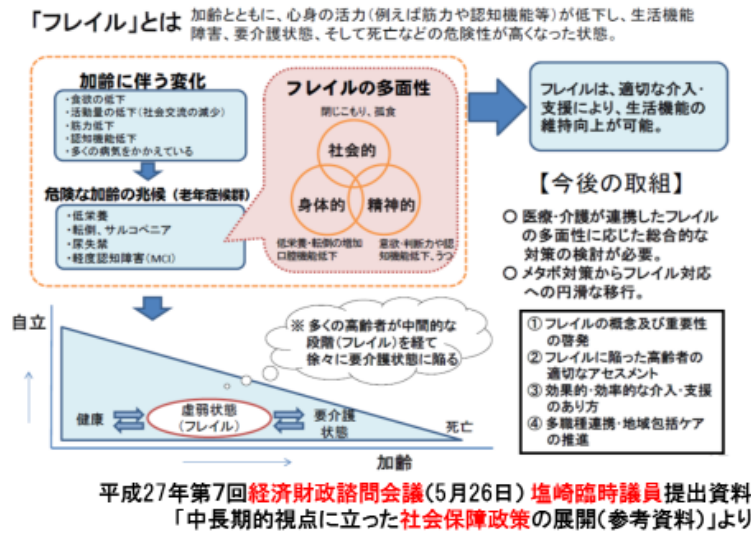 「フレイル」とは
加齢とともに、心身の活力(例えば筋力や認知機能等)が低下し、生活機能
障害、要介護状態、そして死亡などの危険性が高くなった状態。
加齢に伴う変化
・食欲の低下
・活動量の低下(社会交流の減少)
・筋力低下
・認知機能低下
・多くの病気をかかえている
危険な加齢の兆候(老年症候群)
・低栄養
・転倒、サルコペニア
・尿失禁
・軽度認知障害(MCI)
フレイルの多面性
閉じこもり、孤食
社会的
身体的
精神的
低栄養・転倒の増加
口腔機能低下
意欲・判断力や認
知機能低下、うつ
フレイルは、適切な介入・
支援により、生活機能の
維持向上が可能。
【今後の取組】
○ 医療・介護が連携したフレイル
の多面性に応じた総合的な
対策の検討が必要。
○ メタボ対策からフレイル対応
への円滑な移行。
① フレイルの概念及び重要性
の啓発
② フレイルに陥った高齢者の
適切なアセスメント
③ 効果的・効率的な介入・支援
のあり方
④ 多職種連携・地域包括ケア
の推進
自立
※ 多くの高齢者が中間的な
段階(フレイル)を経て
徐々に要介護状態に陥る
健康
虚弱状態
(フレイル)
要介護
状態
死亡
加齢
平成27年第7回経済財政諮問会議(5月26日) 塩崎臨時議員提出資料
「中長期的視点に立った社会保障政策の展開(参考資料)」より